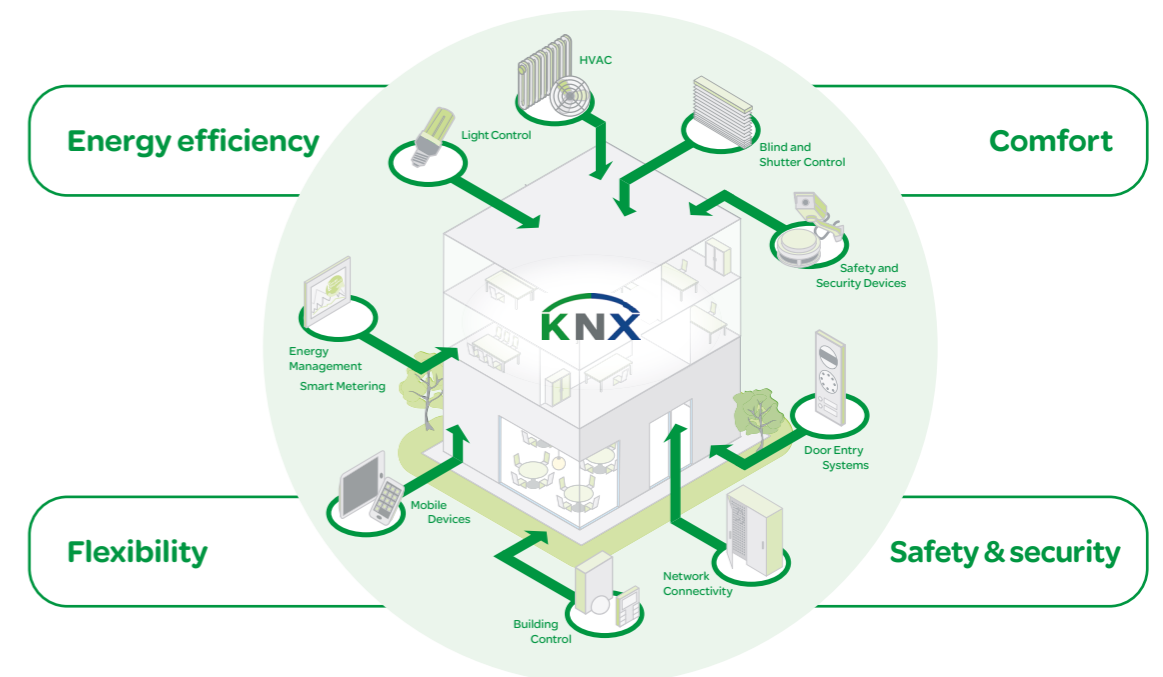 HVAC
Energy efficiency
Light Control
Comfort
Blind and
Shutter Control
Safety and
Security Devices
KNX
Energy
Management
Smart Metering
Door Entry
Systems
Mobile
Devices
Flexibility
Safety & security
Network
Connectivity
Building
Control